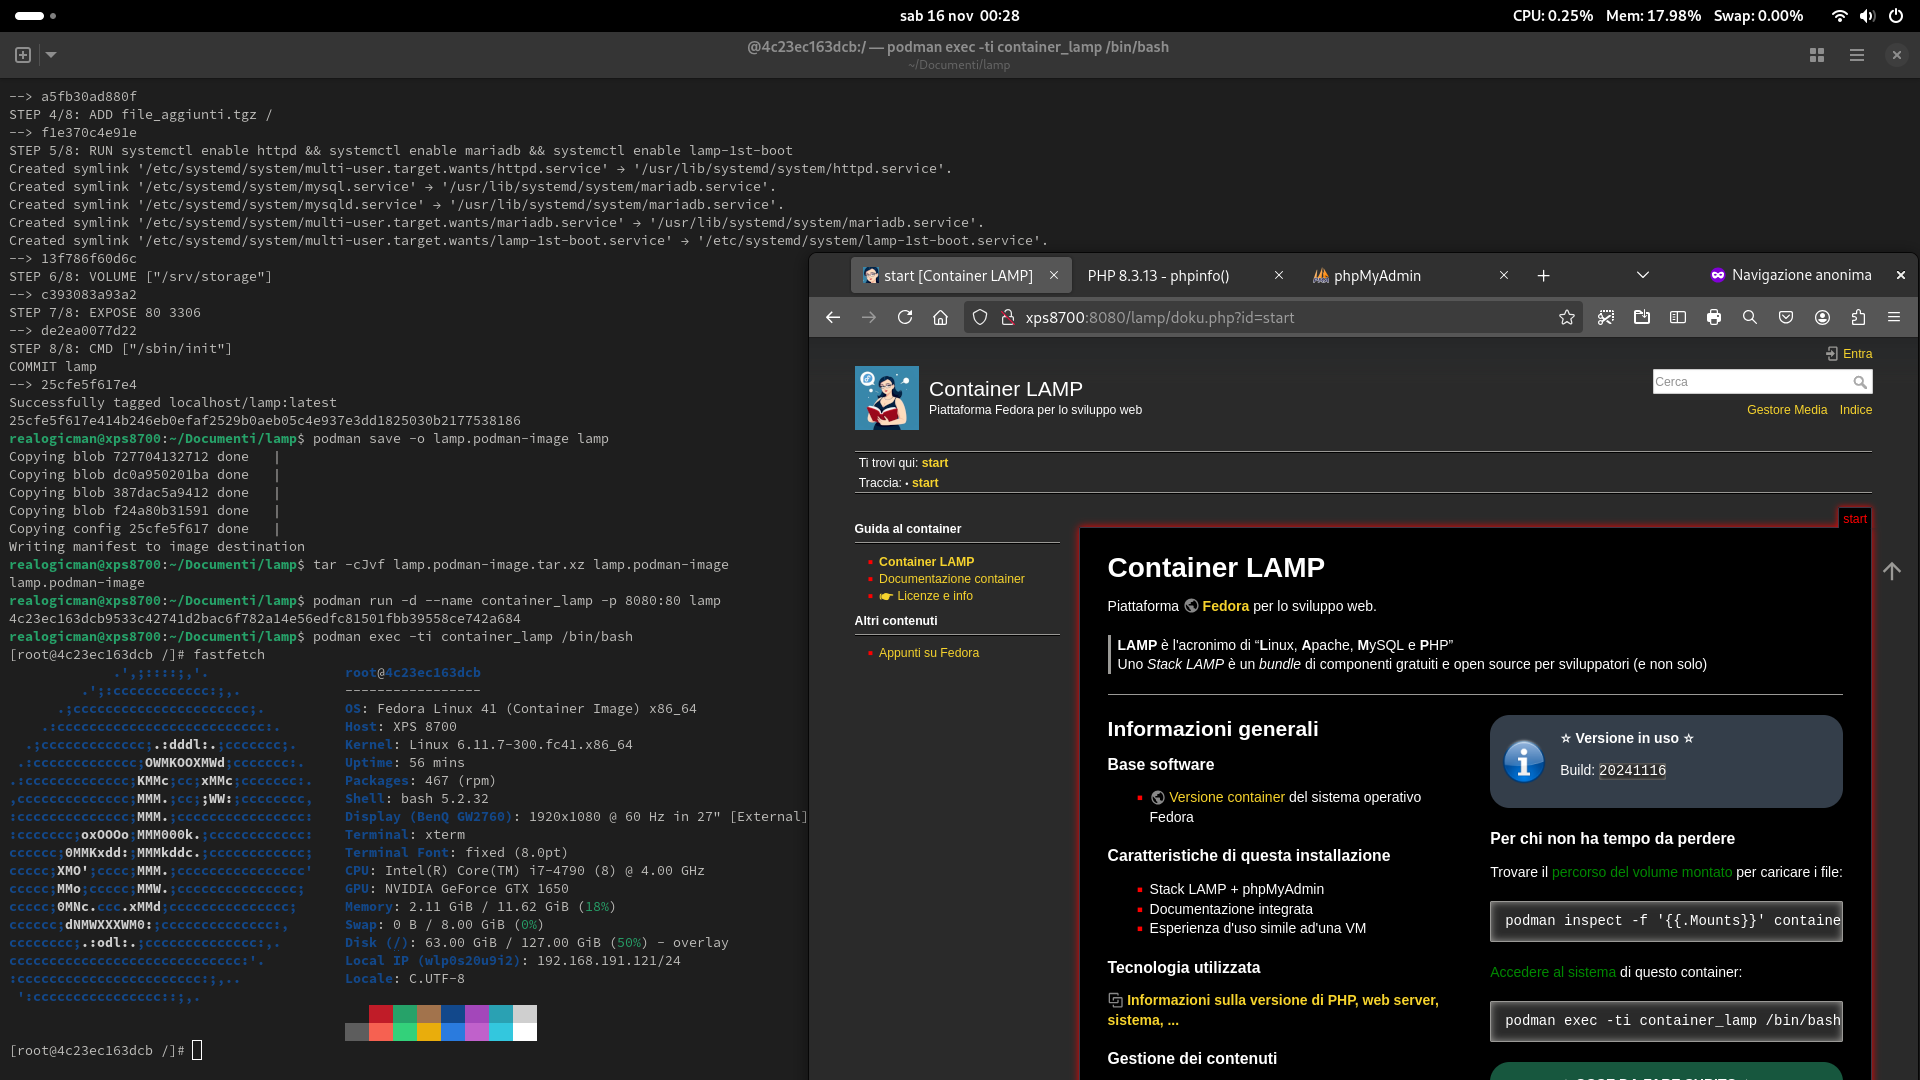 sab 16 nov  00:28
CPU: 0.25%  Mem: 17.98%  Swap: 0.00%
@4c23ec163dcb:/ — podman exec -ti container_lamp /bin/bash
~/Documenti/lamp
--> a5fb30ad880f
STEP 4/8: ADD file_aggiunti.tgz /
--> f1e370c4e91e
STEP 5/8: RUN systemctl enable httpd && systemctl enable mariadb && systemctl enable lamp-1st-boot
Created symlink '/etc/systemd/system/multi-user.target.wants/httpd.service' → '/usr/lib/systemd/system/httpd.service'.
Created symlink '/etc/systemd/system/mysql.service' → '/usr/lib/systemd/system/mariadb.service'.
Created symlink '/etc/systemd/system/mysqld.service' → '/usr/lib/systemd/system/mariadb.service'.
Created symlink '/etc/systemd/system/multi-user.target.wants/mariadb.service' → '/usr/lib/systemd/system/mariadb.service'.
Created symlink '/etc/systemd/system/multi-user.target.wants/lamp-1st-boot.service' → '/etc/systemd/system/lamp-1st-boot.service'.
--> 13f786f60d6c
STEP 6/8: VOLUME ["/srv/storage"]
--> c393083a93a2
STEP 7/8: EXPOSE 80 3306
--> de2ea0077d22
STEP 8/8: CMD ["/sbin/init"]
COMMIT lamp
--> 25cfe5f617e4
Successfully tagged localhost/lamp:latest
25cfe5f617e414b246eb0efaf2529b0aeb05c4e937e3dd1825030b2177538186
realogicman@xps8700:~/Documenti/lamp$ podman save -o lamp.podman-image lamp
Copying blob 727704132712 done   |
Copying blob dc0a950201ba done   |
Copying blob 387dac5a9412 done   |
Copying blob f24a80b31591 done   |
Copying config 25cfe5f617 done   |
Writing manifest to image destination
realogicman@xps8700:~/Documenti/lamp$ tar -cJvf lamp.podman-image.tar.xz lamp.podman-image
lamp.podman-image
realogicman@xps8700:~/Documenti/lamp$ podman run -d --name container_lamp -p 8080:80 lamp
4c23ec163dcb9533c42741d2bac6f782a14e56edfc81501fbb39558ce742a684
realogicman@xps8700:~/Documenti/lamp$ podman exec -ti container_lamp /bin/bash
[root@4c23ec163dcb /]# fastfetch
root@4c23ec163dcb
-----------------
OS: Fedora Linux 41 (Container Image) x86_64
Host: XPS 8700
Kernel: Linux 6.11.7-300.fc41.x86_64
Uptime: 56 mins
Packages: 467 (rpm)
Shell: bash 5.2.32
Display (BenQ GW2760): 1920x1080 @ 60 Hz in 27" [External]
Terminal: xterm
Terminal Font: fixed (8.0pt)
CPU: Intel(R) Core(TM) i7-4790 (8) @ 4.00 GHz
GPU: NVIDIA GeForce GTX 1650
Memory: 2.11 GiB / 11.62 GiB (18%)
Swap: 0 B / 8.00 GiB (0%)
Disk (/): 63.00 GiB / 127.00 GiB (50%) - overlay
Local IP (wlp0s20u9i2): 192.168.191.121/24
Locale: C.UTF-8
[root@4c23ec163dcb /]#
start [Container LAMP]
PHP 8.3.13 - phpinfo()
phpMyAdmin
Navigazione anonima
xps8700:8080/lamp/doku.php?id=start
Entra
Container LAMP
Piattaforma Fedora per lo sviluppo web
Cerca
Gestore Media  Indice
Ti trovi qui: start
Traccia: • start
Guida al container
Container LAMP
Documentazione container
Licenze e info
Altri contenuti
Appunti su Fedora
start
Container LAMP
Piattaforma Fedora per lo sviluppo web.
LAMP è l'acronimo di “Linux, Apache, MySQL e PHP”
Uno Stack LAMP è un bundle di componenti gratuiti e open source per sviluppatori (e non solo)
Informazioni generali
Base software
Versione container del sistema operativo
Fedora
Caratteristiche di questa installazione
Stack LAMP + phpMyAdmin
Documentazione integrata
Esperienza d'uso simile ad'una VM
Tecnologia utilizzata
Informazioni sulla versione di PHP, web server,
sistema, ...
Gestione dei contenuti
⭐ Versione in uso ⭐
Build: 20241116
Per chi non ha tempo da perdere
Trovare il percorso del volume montato per caricare i file:
podman inspect -f '{{.Mounts}}' containe
Accedere al sistema di questo container:
podman exec -ti container_lamp /bin/bash